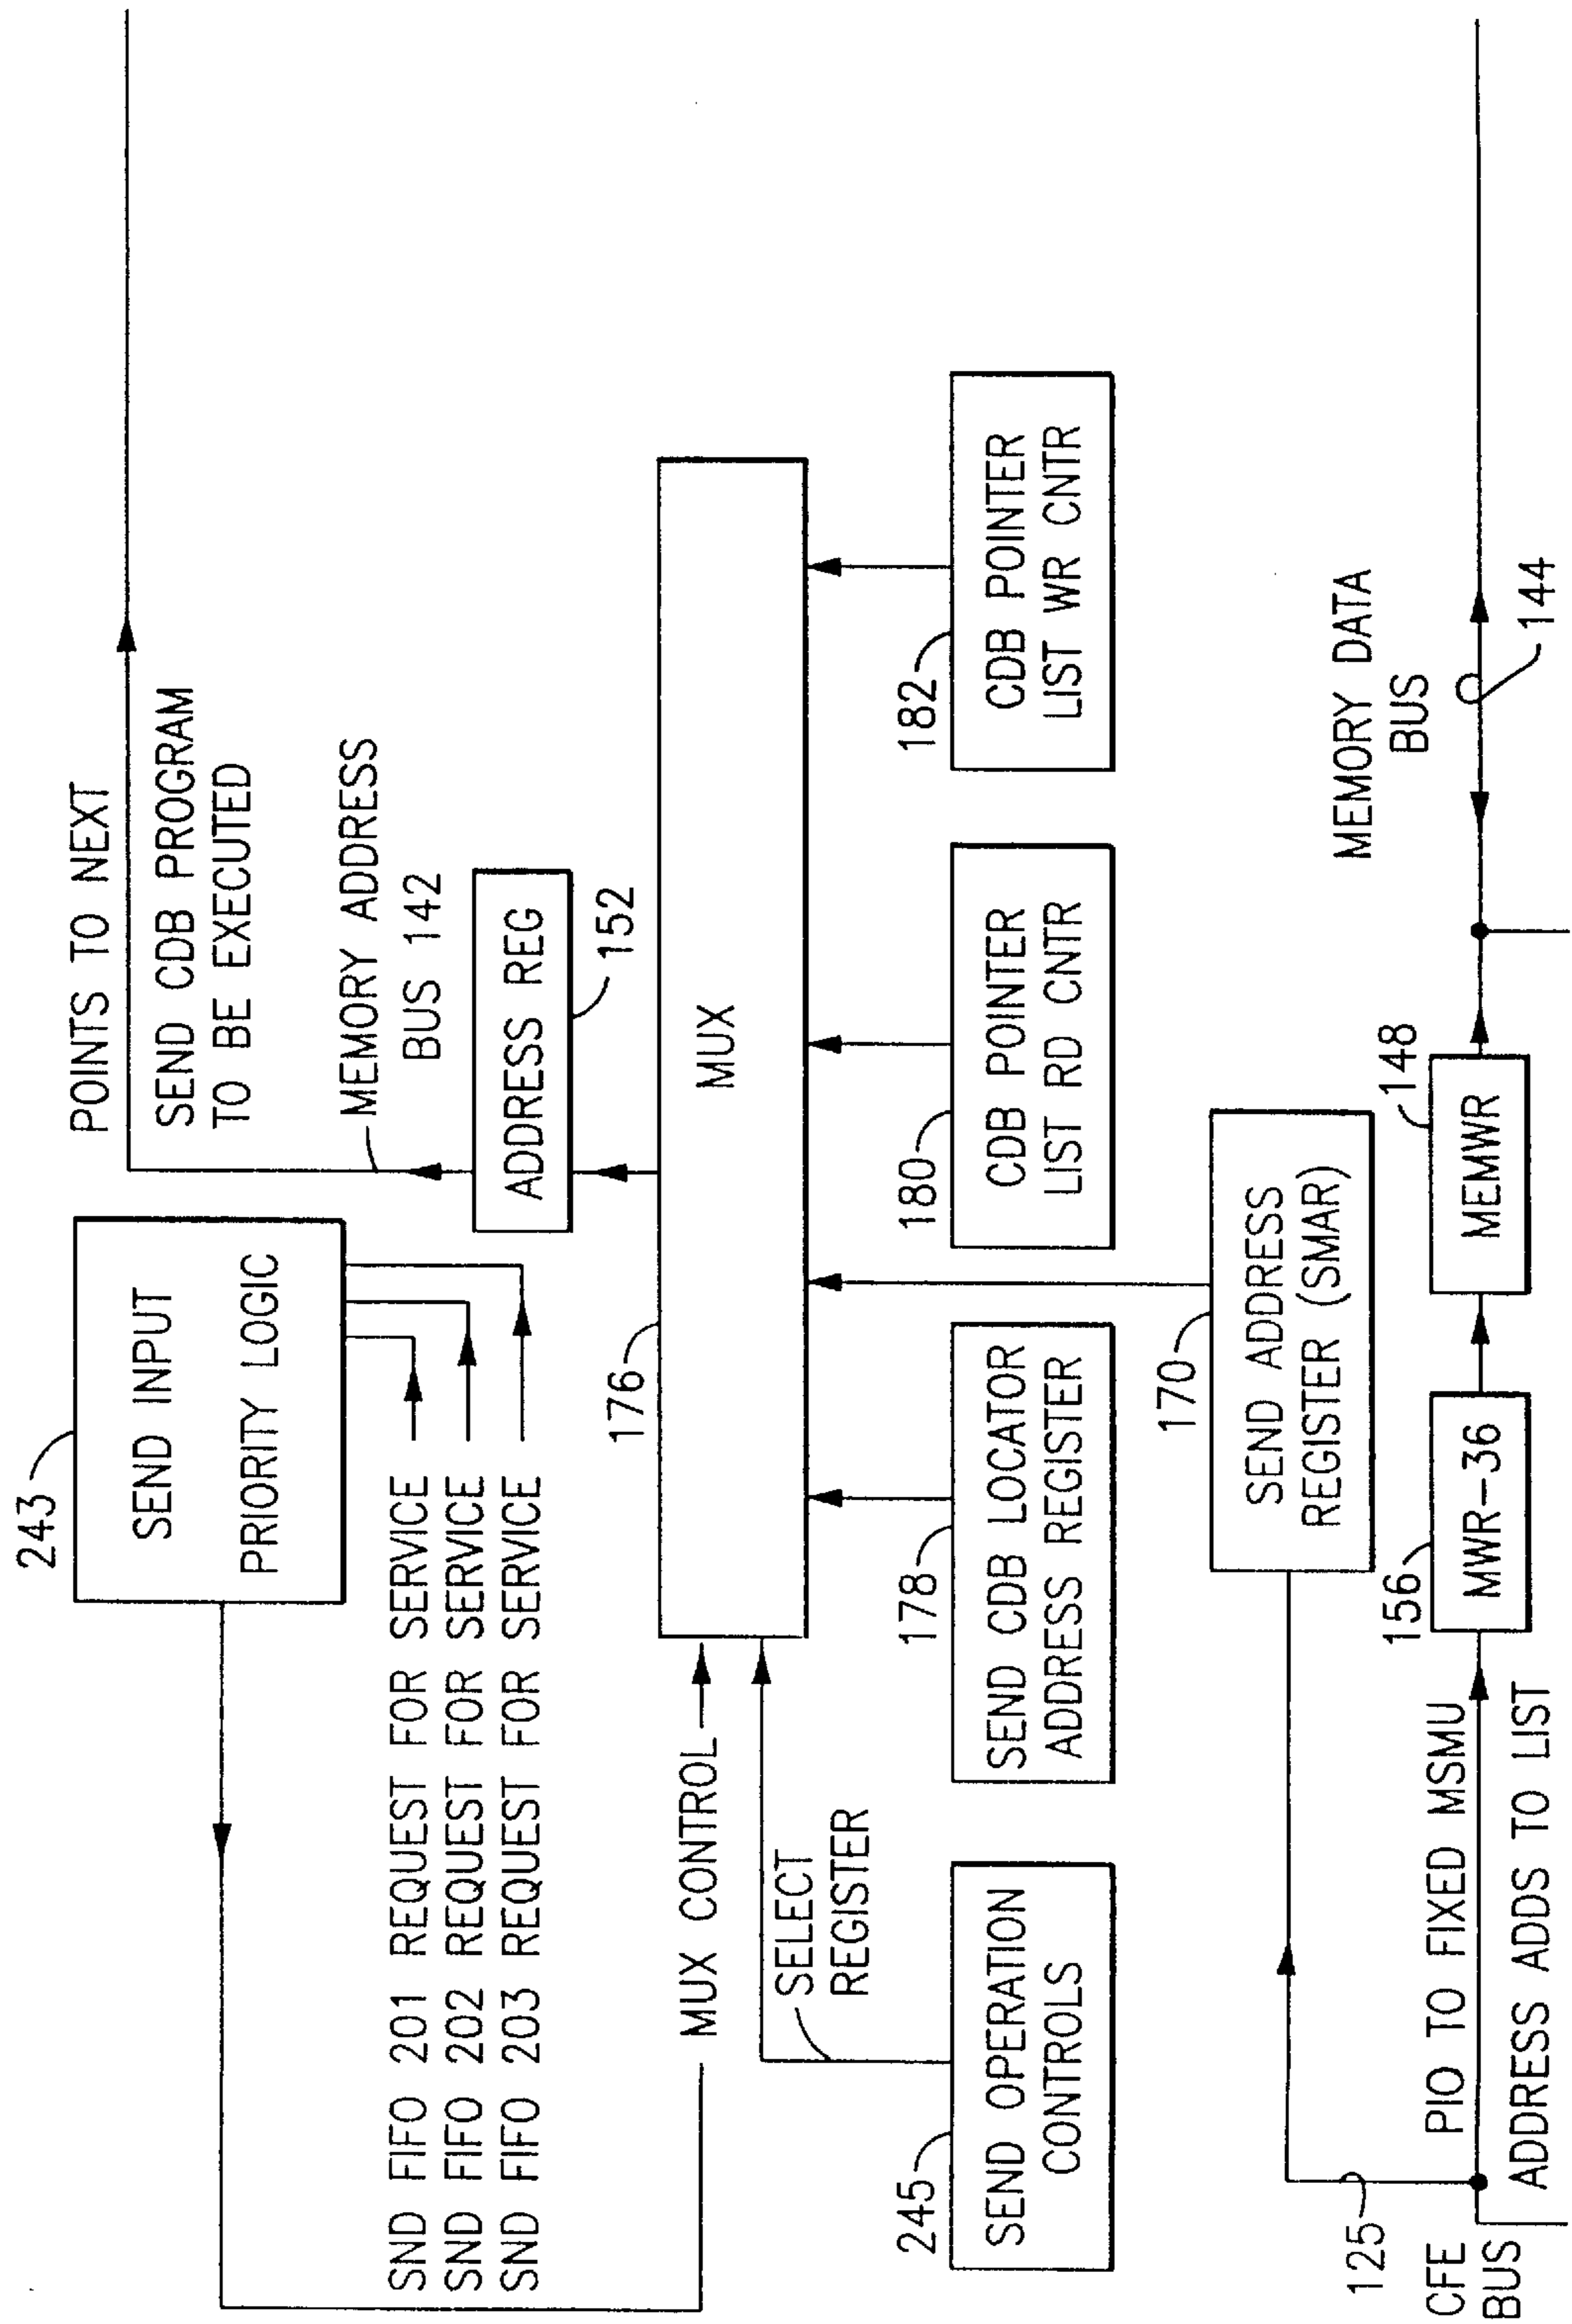 243
SEND INPUT
PRIORITY LOGIC
POINTS TO NEXT
SEND CDB PROGRAM
TO BE EXECUTED
SND FIFO 201 REQUEST FOR SERVICE
SND FIFO 202 REQUEST FOR SERVICE
SND FIFO 203 REQUEST FOR SERVICE
MEMORY ADDRESS
BUS 142
ADDRESS REG
152
MUX CONTROL
176
MUX
SELECT
REGISTER
245
SEND OPERATION
CONTROLS
178
SEND CDB LOCATOR
ADDRESS REGISTER
180
CDB POINTER
LIST RD CNTR
182
CDB POINTER
LIST WR CNTR
170
SEND ADDRESS
REGISTER (SMAR)
125
CFE
BUS
PIO TO FIXED MSMU
ADDRESS ADDS TO LIST
156
MWR-36
148
MEMWR
MEMORY DATA
BUS
144